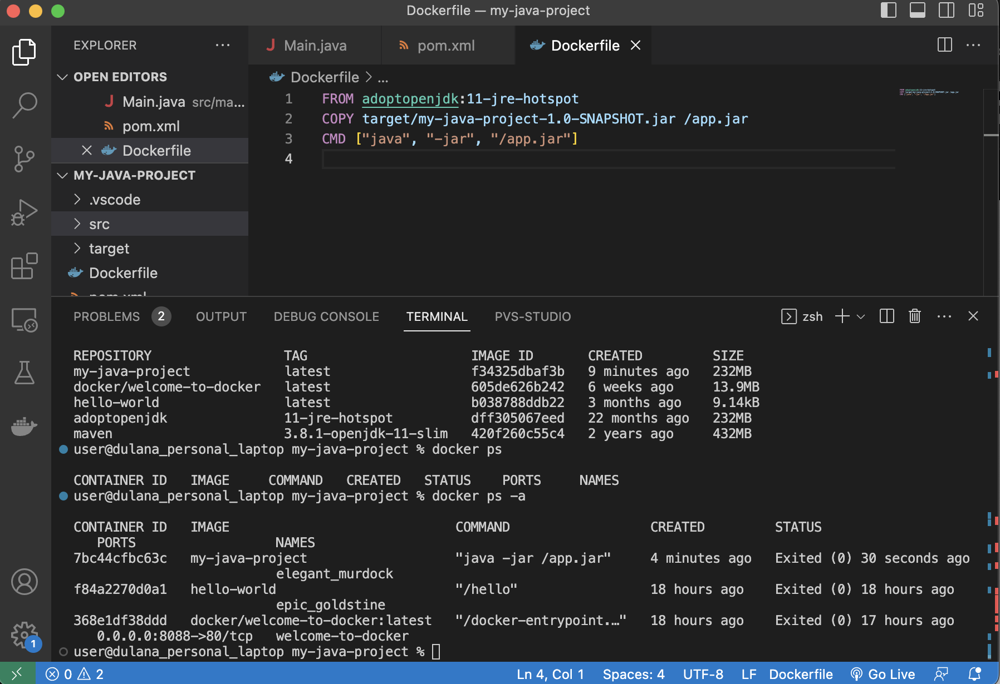 Dockerfile — my-java-project
EXPLORER
OPEN EDITORS
Main.java src/ma...
pom.xml
Dockerfile
MY-JAVA-PROJECT
.vscode
src
target
Dockerfile
pom.xml
Main.java
pom.xml
Dockerfile
Dockerfile > ...
1 FROM adoptopenjdk:11-jre-hotspot
2 COPY target/my-java-project-1.0-SNAPSHOT.jar /app.jar
3 CMD ["java", "-jar", "/app.jar"]
4
PROBLEMS 2 OUTPUT DEBUG CONSOLE TERMINAL PVS-STUDIO
zsh
REPOSITORY TAG IMAGE ID CREATED SIZE
my-java-project latest f34325dbaf3b 9 minutes ago 232MB
docker/welcome-to-docker latest 605de626b242 6 weeks ago 13.9MB
hello-world latest b038788ddb22 3 months ago 9.14kB
adoptopenjdk 11-jre-hotspot dff305067eed 22 months ago 232MB
maven 3.8.1-openjdk-11-slim 420f260c55c4 2 years ago 432MB
user@dulana_personal_laptop my-java-project % docker ps
CONTAINER ID IMAGE COMMAND CREATED STATUS PORTS NAMES
user@dulana_personal_laptop my-java-project % docker ps -a
CONTAINER ID IMAGE COMMAND CREATED STATUS
PORTS NAMES
7bc44cfbc63c my-java-project "java -jar /app.jar" 4 minutes ago Exited (0) 30 seconds ago
elegant_murdock
f84a2270d0a1 hello-world "/hello" 18 hours ago Exited (0) 18 hours ago
epic_goldstine
368e1df38ddd docker/welcome-to-docker:latest "/docker-entrypoint.…" 18 hours ago Exited (0) 17 hours ago
0.0.0.0:8088->80/tcp welcome-to-docker
user@dulana_personal_laptop my-java-project %
1
0 2 Ln 4, Col 1 Spaces: 4 UTF-8 LF Dockerfile Go Live